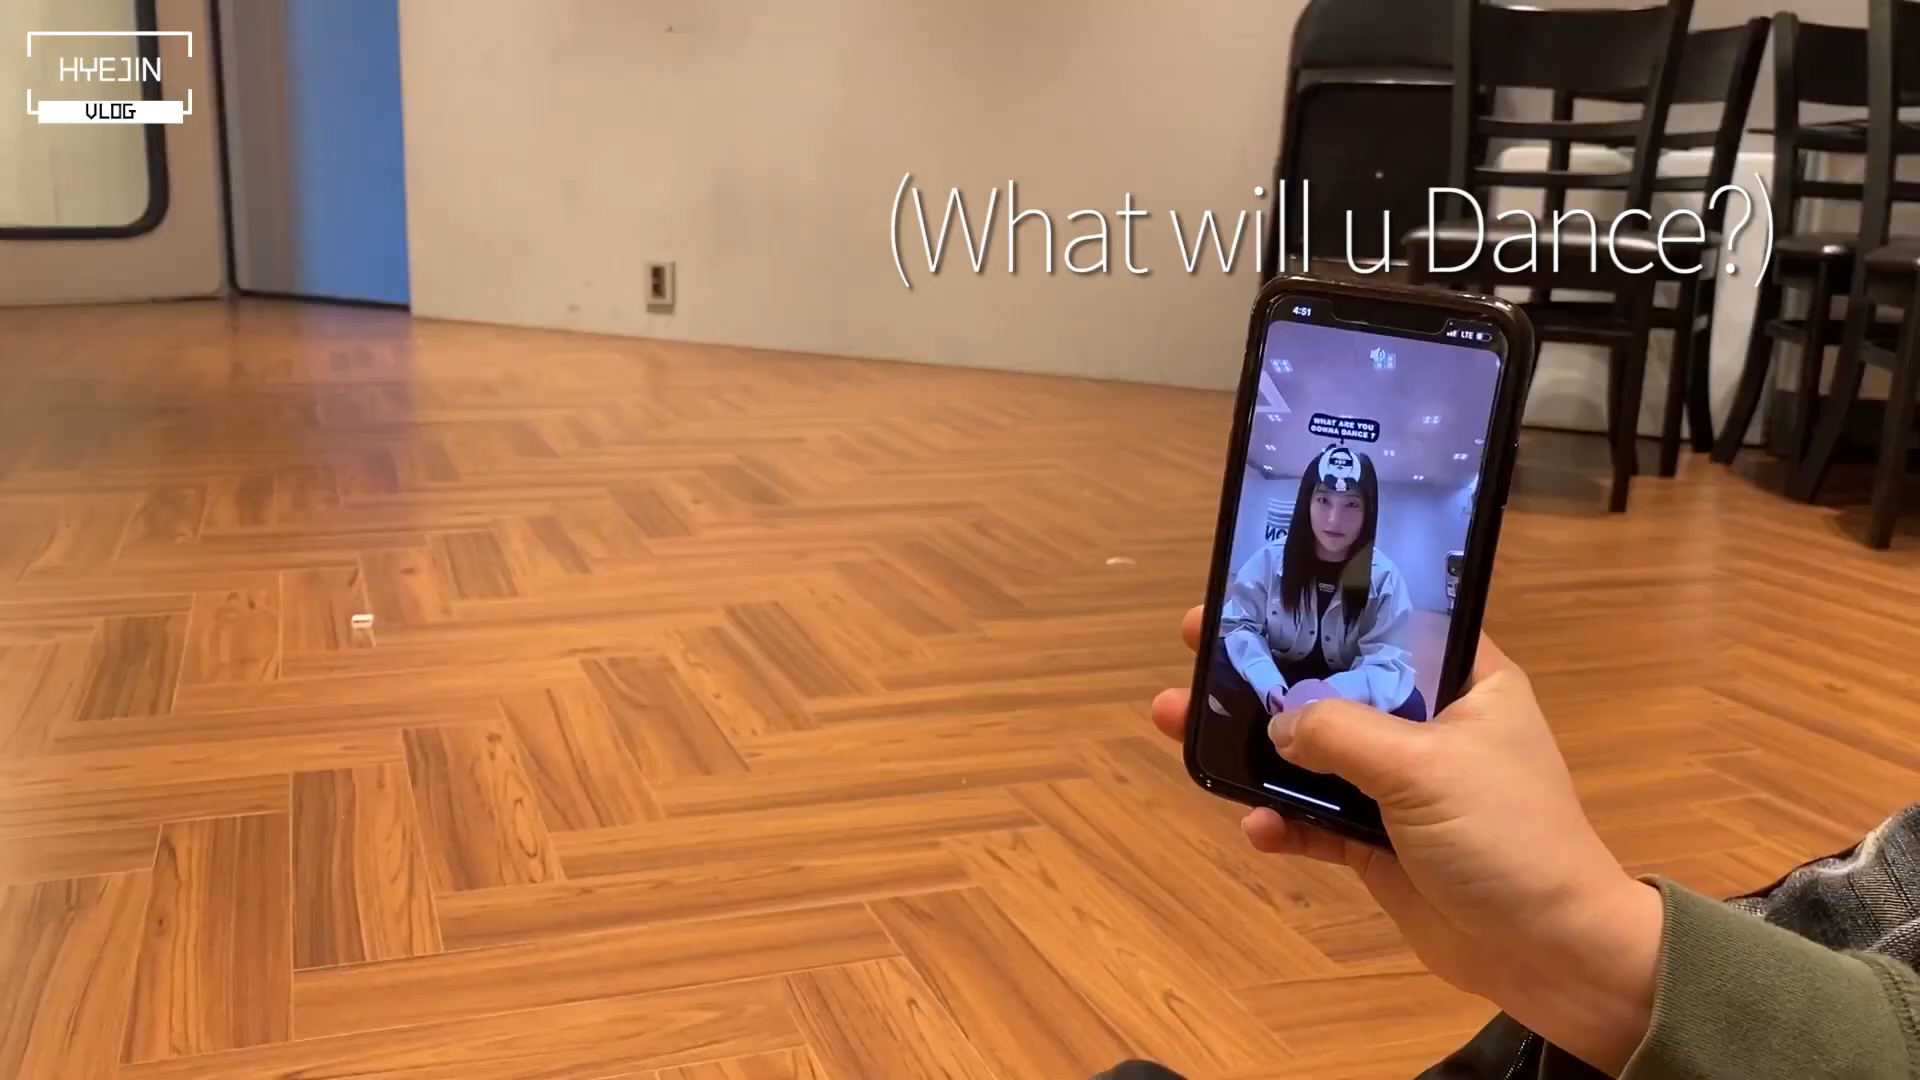 HYEJIN
VLOG
(What will u Dance?)
4:51
LTE
WHAT ARE YOU
GONNA DANCE ?